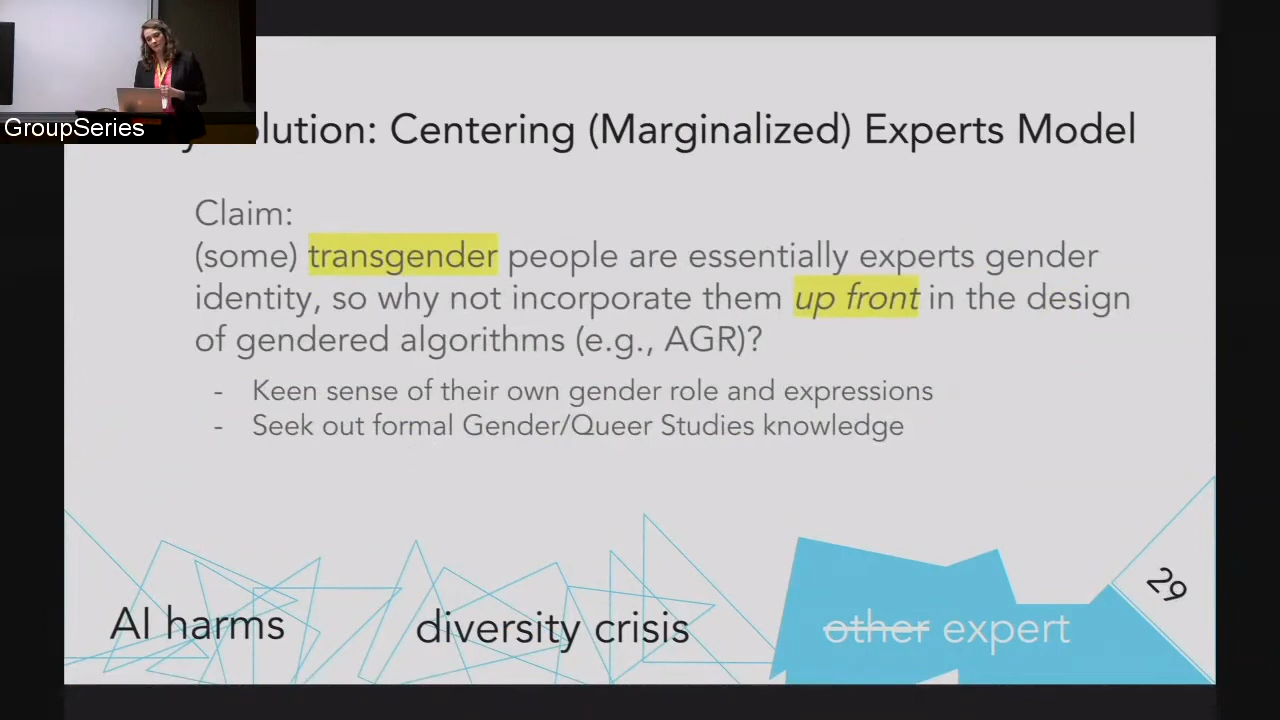 GroupSeries
olution: Centering (Marginalized) Experts Model
Claim:
(some) transgender people are essentially experts gender
identity, so why not incorporate them up front in the design
of gendered algorithms (e.g., AGR)?
- Keen sense of their own gender role and expressions
- Seek out formal Gender/Queer Studies knowledge
AI harms
diversity crisis
other expert
29